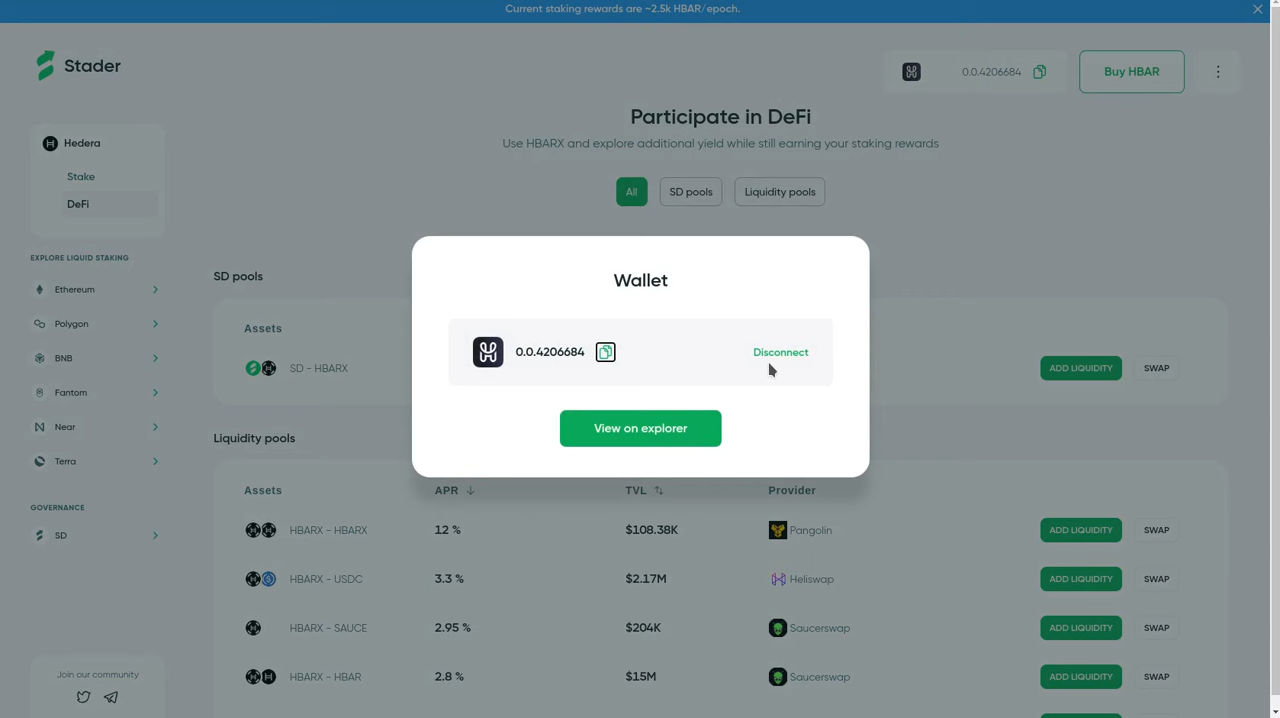 Current staking rewards are ~2.5k HBAR/epoch.
Stader
0.0.4206684
Buy HBAR
Participate in DeFi
Use HBARX and explore additional yield while still earning your staking rewards
All
SD pools
Liquidity pools
Hedera
Stake
DeFi
EXPLORE LIQUID STAKING
Ethereum
Polygon
BNB
Fantom
Near
Terra
GOVERNANCE
SD
Join our community
Wallet
0.0.4206684
Disconnect
View on explorer
SD pools
Assets
SD - HBARX
ADD LIQUIDITY
SWAP
Liquidity pools
Assets
APR
TVL
Provider
HBARX - HBARX
12 %
$108.38K
Pangolin
ADD LIQUIDITY
SWAP
HBARX - USDC
3.3 %
$2.17M
Heliswap
ADD LIQUIDITY
SWAP
HBARX - SAUCE
2.95 %
$204K
Saucerswap
ADD LIQUIDITY
SWAP
HBARX - HBAR
2.8 %
$15M
Saucerswap
ADD LIQUIDITY
SWAP